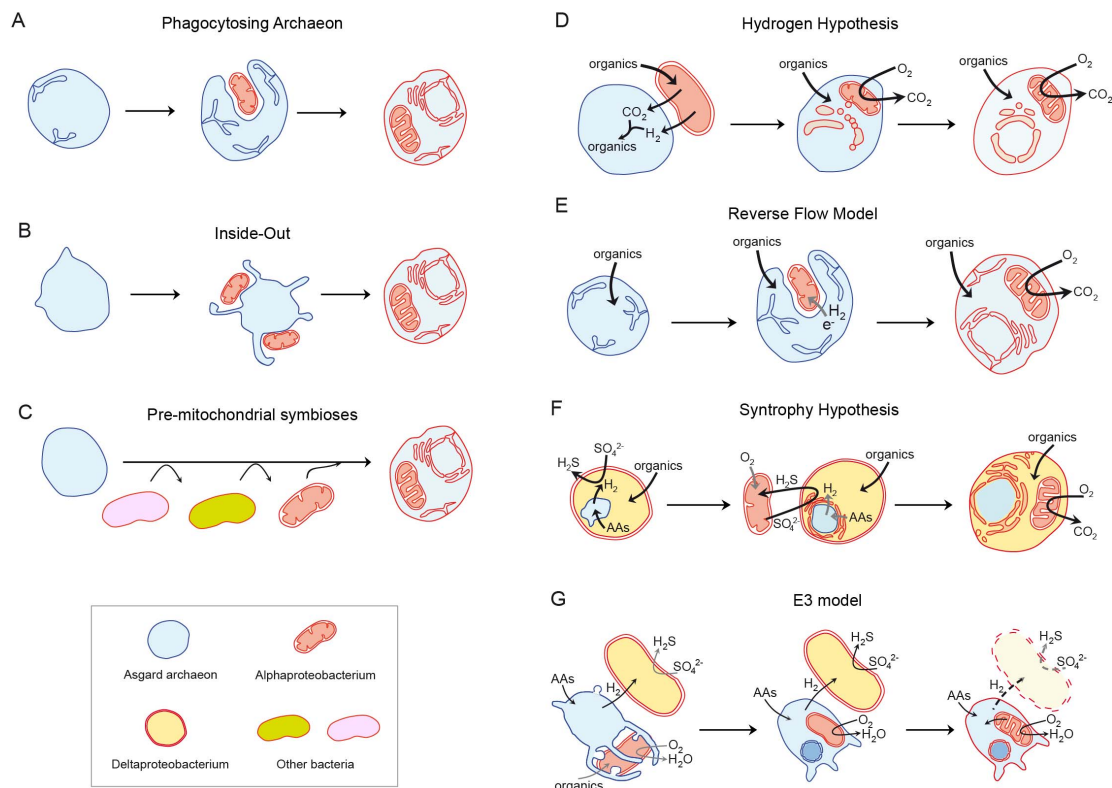 A
Phagocytosing Archaeon
B
Inside-Out
C
Pre-mitochondrial symbioses
Asgard archaeon
Alphaproteobacterium
Deltaproteobacterium
Other bacteria
D
Hydrogen Hypothesis
organics
CO₂
H₂
organics
organics
O₂
CO₂
organics
O₂
CO₂
E
Reverse Flow Model
organics
organics
H₂
e⁻
organics
O₂
CO₂
F
Syntrophy Hypothesis
SO₄²⁻
H₂S
organics
H₂
AAs
O₂
H₂S
SO₄²⁻
H₂
AAs
organics
organics
O₂
CO₂
G
E3 model
H₂S
SO₄²⁻
AAs
H₂
O₂
H₂O
organics
H₂S
SO₄²⁻
AAs
H₂
O₂
H₂O
H₂S
SO₄²⁻
AAs
H₂
O₂
H₂O